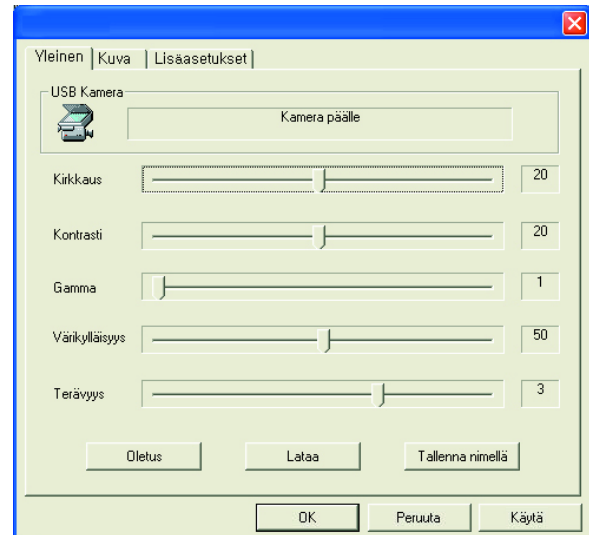 Yleinen Kuva Lisäasetukset
USB Kamera
Kamera päälle
Kirkkaus 20
Kontrasti 20
Gamma 1
Värikylläisyys 50
Terävyys 3
Oletus Lataa Tallenna nimellä
OK Peruuta Käytä